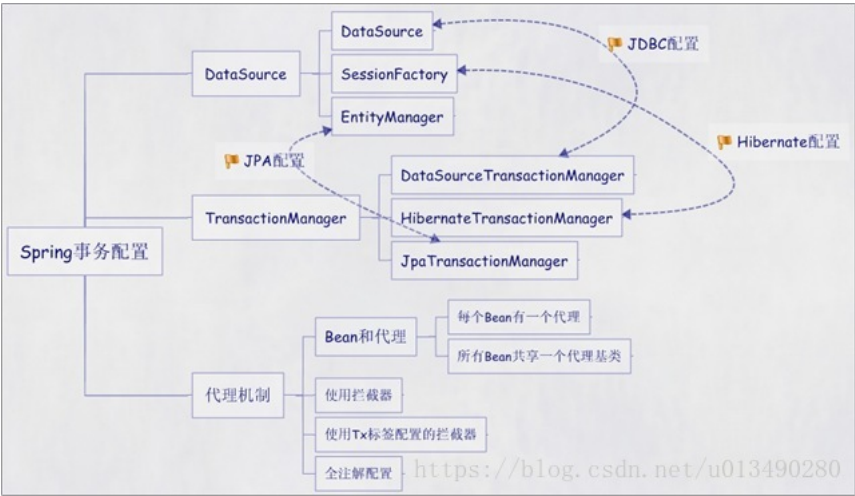 DataSource
JDBC配置
DataSource
SessionFactory
EntityManager
Hibernate配置
JPA配置
DataSourceTransactionManager
TransactionManager
HibernateTransactionManager
Spring事务配置
JpaTransactionManager
每个Bean有一个代理
Bean和代理
所有Bean共享一个代理基类
代理机制
使用拦截器
使用Tx标签配置的拦截器
全注解配置
https://blog.csdn.net/u013490280